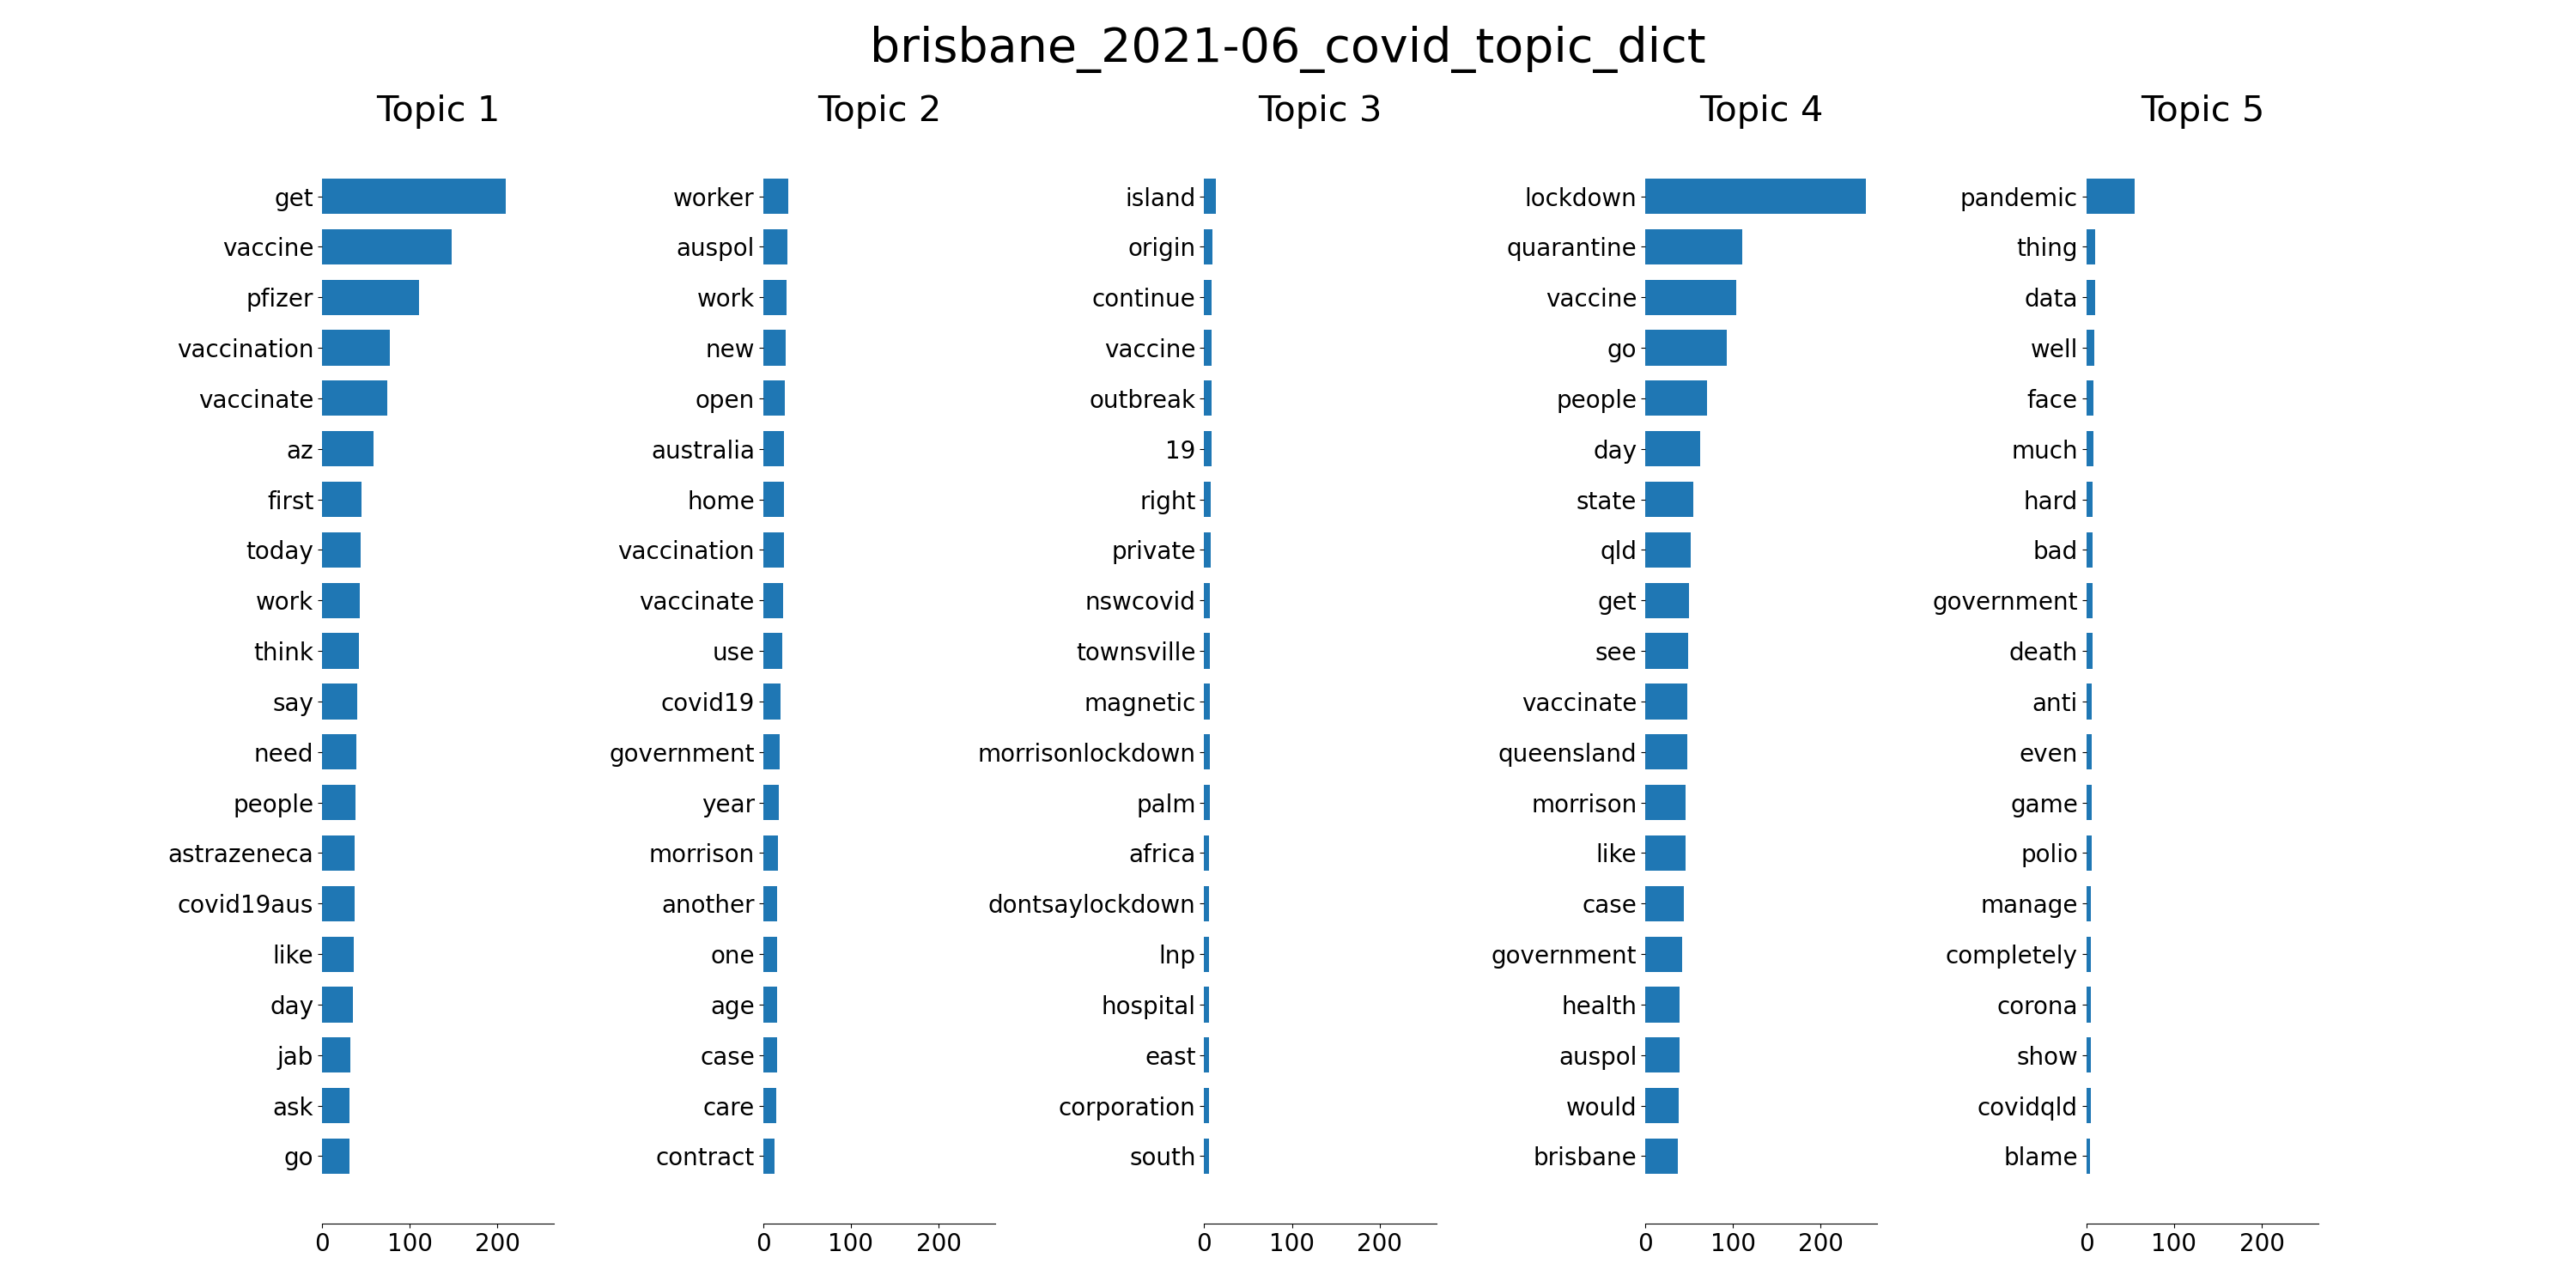 brisbane_2021-06_covid_topic_dict
Topic 1
get
vaccine
pfizer
vaccination
vaccinate
az
first
today
work
think
say
need
people
astrazeneca
covid19aus
like
day
jab
ask
go
0 100 200
Topic 2
worker
auspol
work
new
open
australia
home
vaccination
vaccinate
use
covid19
government
year
morrison
another
one
age
case
care
contract
0 100 200
Topic 3
island
origin
continue
vaccine
outbreak
19
right
private
nswcovid
townsville
magnetic
morrisonlockdown
palm
africa
dontsaylockdown
lnp
hospital
east
corporation
south
0 100 200
Topic 4
lockdown
quarantine
vaccine
go
people
day
state
qld
get
see
vaccinate
queensland
morrison
like
case
government
health
auspol
would
brisbane
0 100 200
Topic 5
pandemic
thing
data
well
face
much
hard
bad
government
death
anti
even
game
polio
manage
completely
corona
show
covidqld
blame
0 100 200